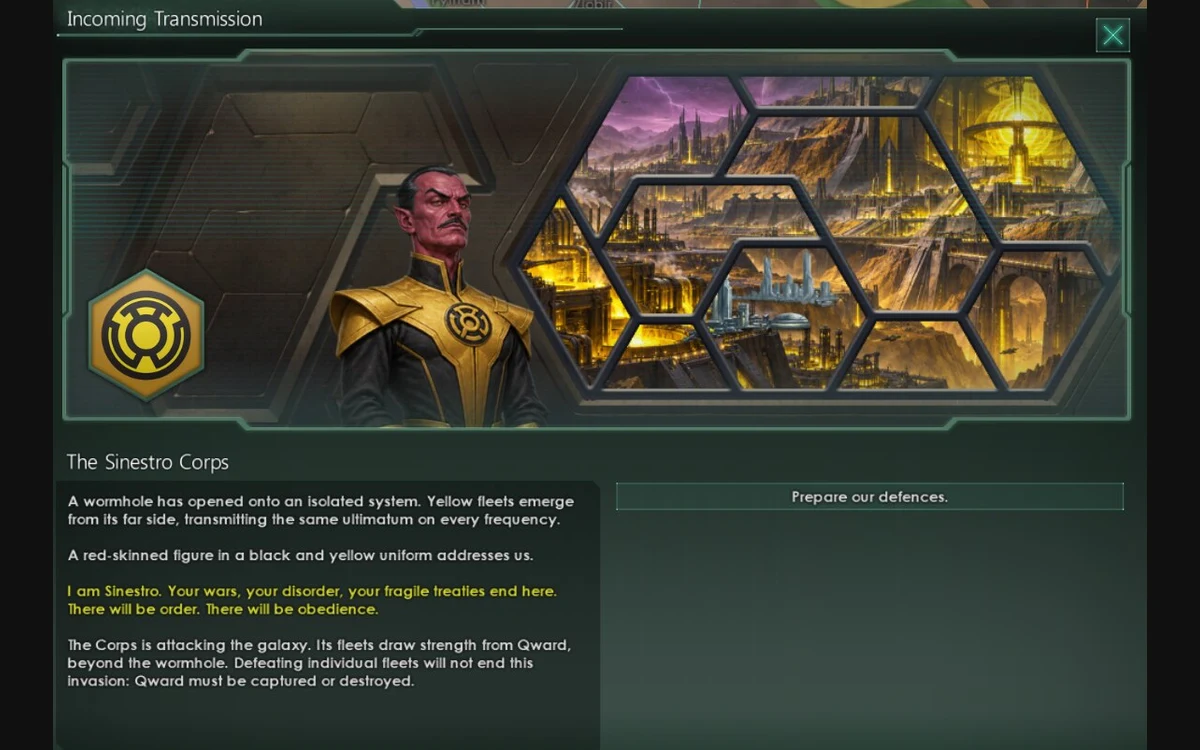 Incoming Transmission
The Sinestro Corps
A wormhole has opened onto an isolated system. Yellow fleets emerge
from its far side, transmitting the same ultimatum on every frequency.
A red-skinned figure in a black and yellow uniform addresses us.
I am Sinestro. Your wars, your disorder, your fragile treaties end here.
There will be order. There will be obedience.
The Corps is attacking the galaxy. Its fleets draw strength from Qward,
beyond the wormhole. Defeating individual fleets will not end this
invasion: Qward must be captured or destroyed.
Prepare our defences.